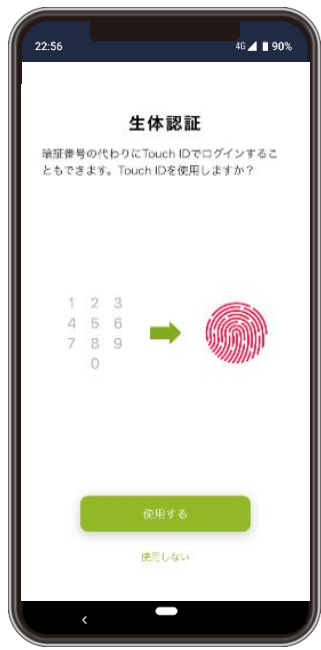 22:56
4G 90%
生体認証
暗証番号の代わりにTouch IDでログインするこ
ともできます。Touch IDを使用しますか？
1 2 3
4 5 6
7 8 9
0
使用する
使用しない